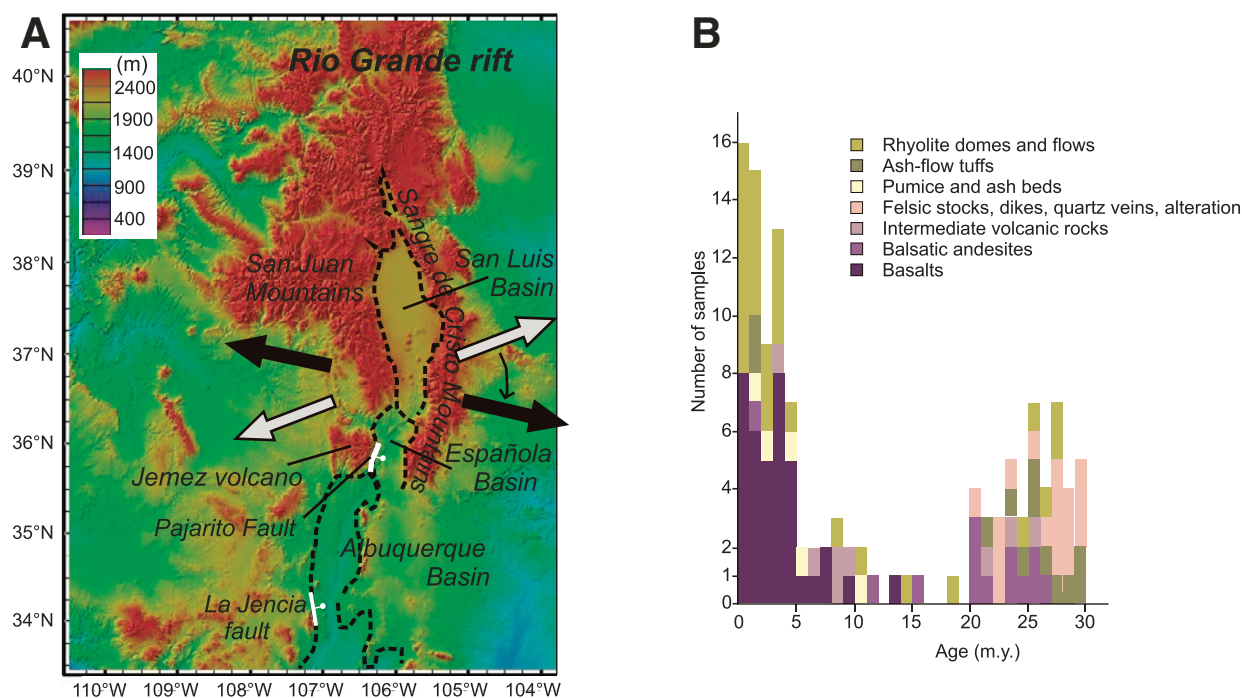 A
Rio Grande rift
(m)
2400
1900
1400
900
400
40°N
39°N
38°N
37°N
36°N
35°N
34°N
San Juan
Mountains
Sangre de Cristo Mountains
San Luis
Basin
Jemez volcano
Española
Basin
Pajarito Fault
Albuquerque
Basin
La Jencia
fault
110°W
109°W
108°W
107°W
106°W
105°W
104°W
B
Number of samples
16
14
12
10
8
6
4
2
1
0
Rhyolite domes and flows
Ash-flow tuffs
Pumice and ash beds
Felsic stocks, dikes, quartz veins, alteration
Intermediate volcanic rocks
Balsatic andesites
Basalts
0
5
10
15
20
25
30
Age (m.y.)